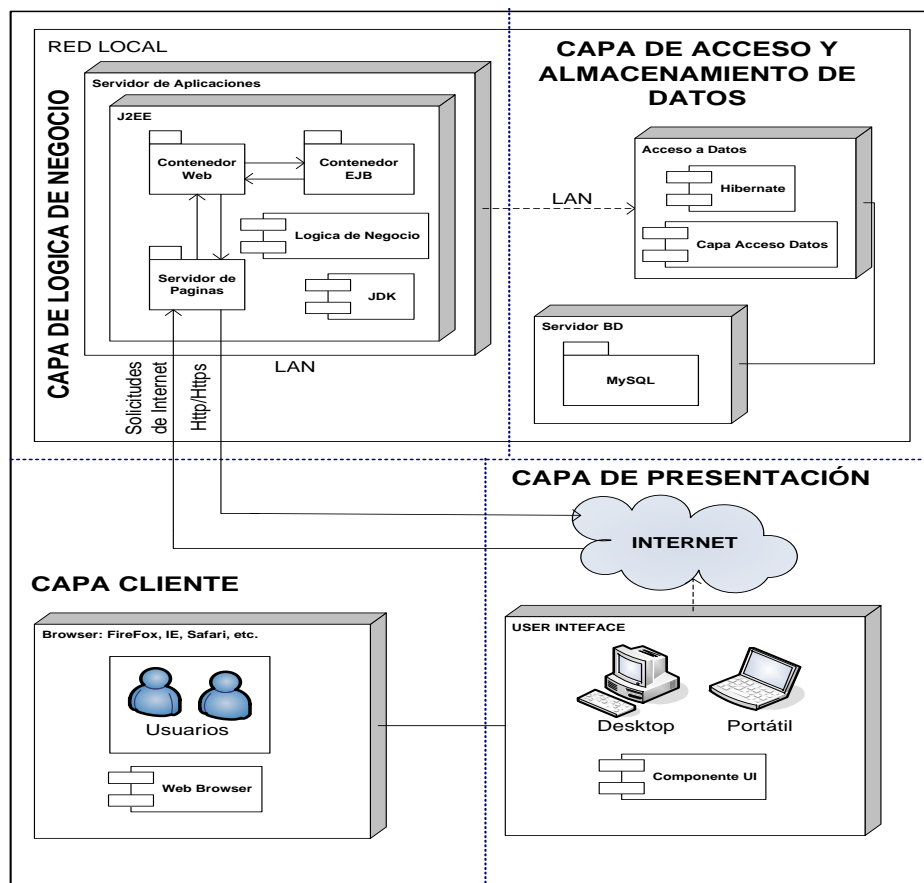 RED LOCAL
CAPA DE LOGICA DE NEGOCIO
Servidor de Aplicaciones
J2EE
Contenedor
Web
Contenedor
EJB
Logica de Negocio
Servidor de
Paginas
JDK
LAN
Solicitudes
de Internet
Http/Https
CAPA DE ACCESO Y
ALMACENAMIENTO DE
DATOS
LAN
Acceso a Datos
Hibernate
Capa Acceso Datos
Servidor BD
MySQL
CAPA DE PRESENTACIÓN
INTERNET
CAPA CLIENTE
Browser: FireFox, IE, Safari, etc.
Usuarios
Web Browser
USER INTEFACE
Desktop
Portátil
Componente UI